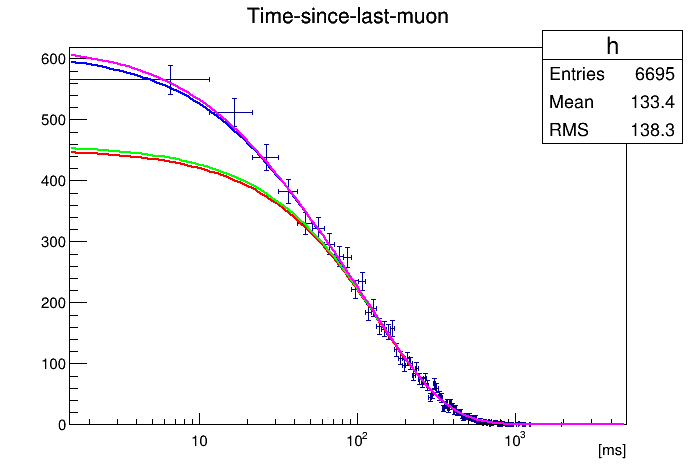 Time-since-last-muon
h
Entries 6695
Mean 133.4
RMS 138.3
600
500
400
300
200
100
0
10 10² 10³
[ms]